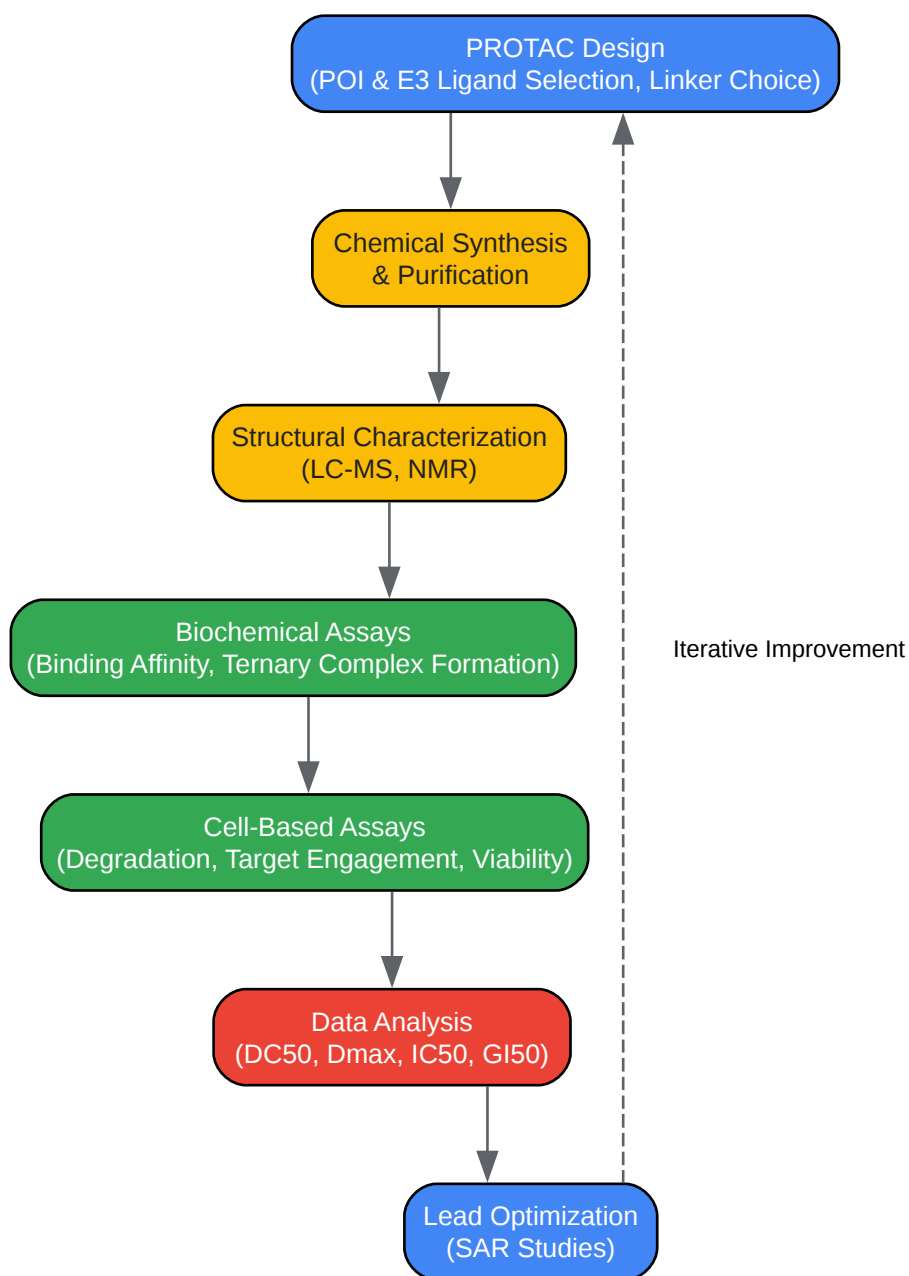 PROTAC Design
(POI & E3 Ligand Selection, Linker Choice)
Chemical Synthesis
& Purification
Structural Characterization
(LC-MS, NMR)
Biochemical Assays
(Binding Affinity, Ternary Complex Formation)
Iterative Improvement
Cell-Based Assays
(Degradation, Target Engagement, Viability)
Data Analysis
(DC50, Dmax, IC50, GI50)
Lead Optimization
(SAR Studies)